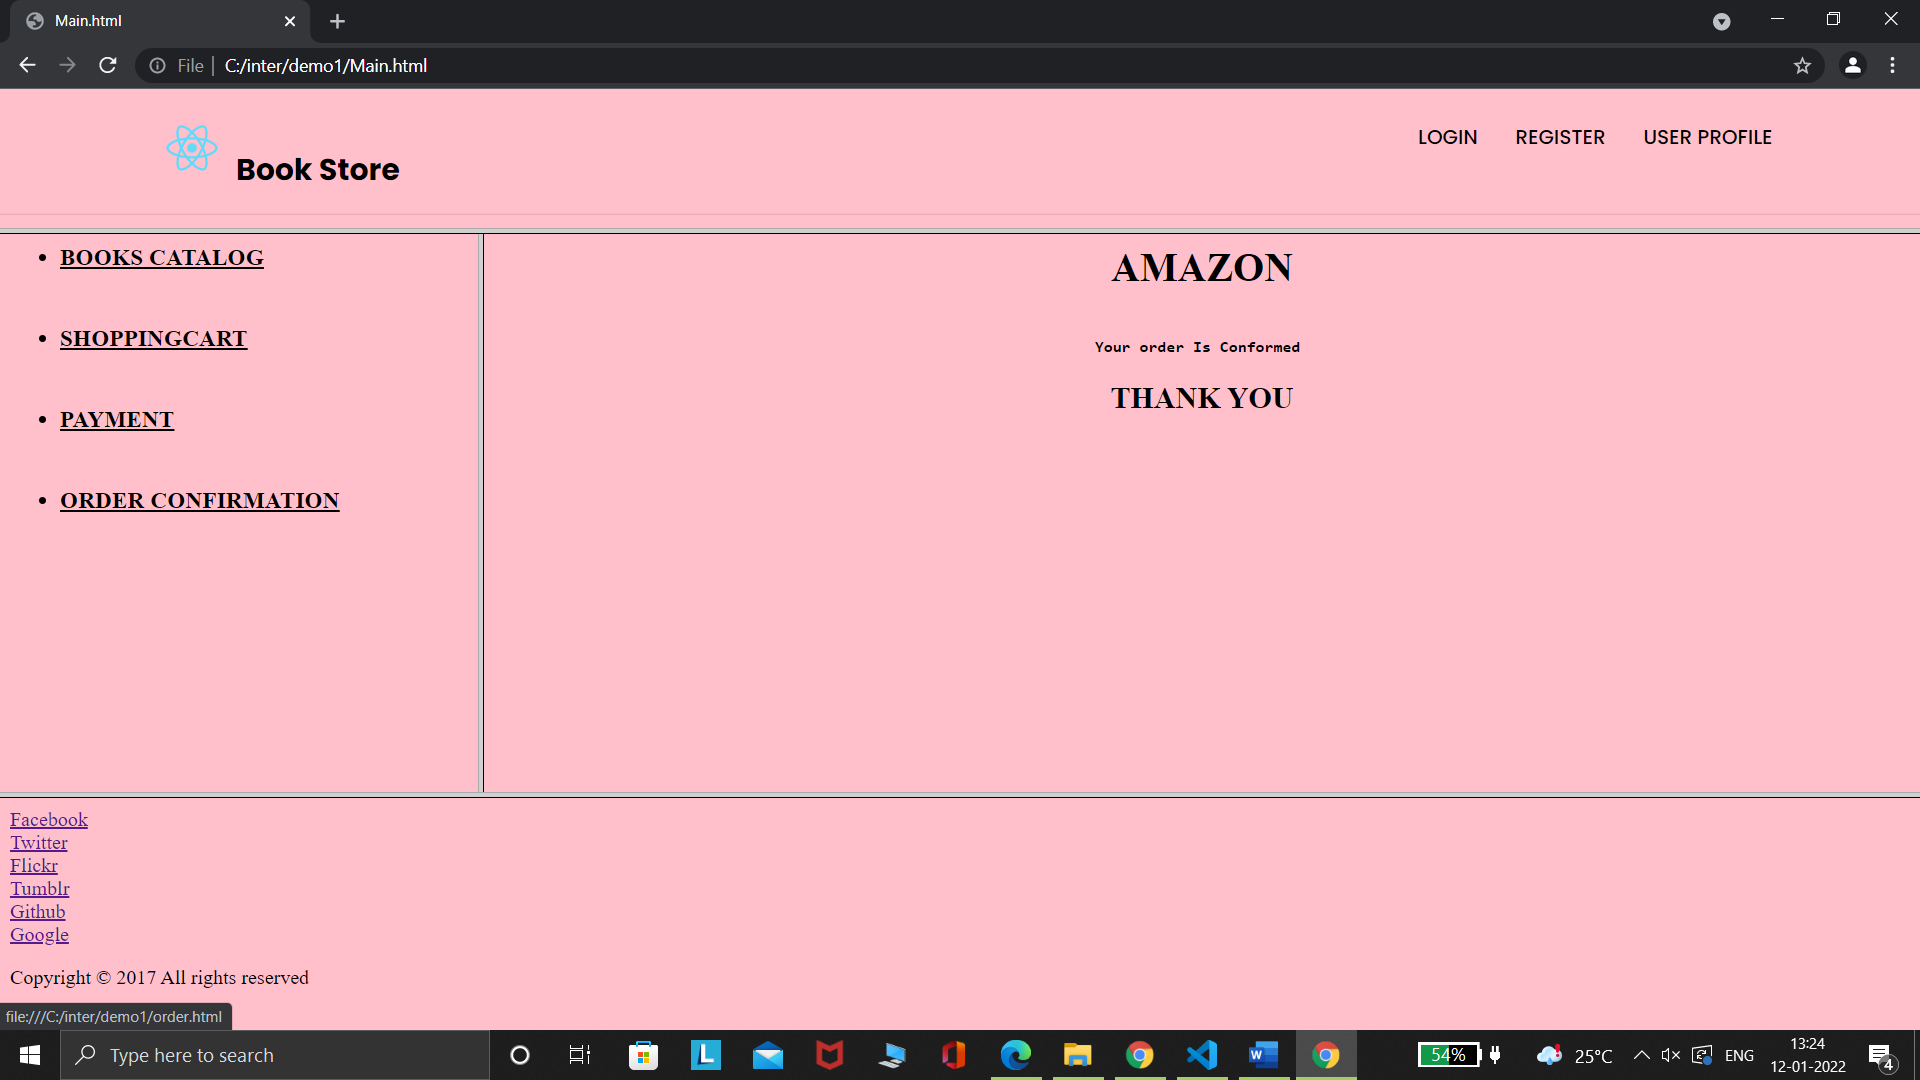 Main.html
File
C:/inter/demo1/Main.html
Book Store
LOGIN REGISTER USER PROFILE
BOOKS CATALOG
SHOPPINGCART
PAYMENT
ORDER CONFIRMATION
AMAZON
Your order Is Conformed
THANK YOU
Facebook
Twitter
Flickr
Tumblr
Github
Google
Copyright © 2017 All rights reserved
file:///C:/inter/demo1/order.html
Type here to search
L
W
54%
25°C
ENG
13:24
12-01-2022
4